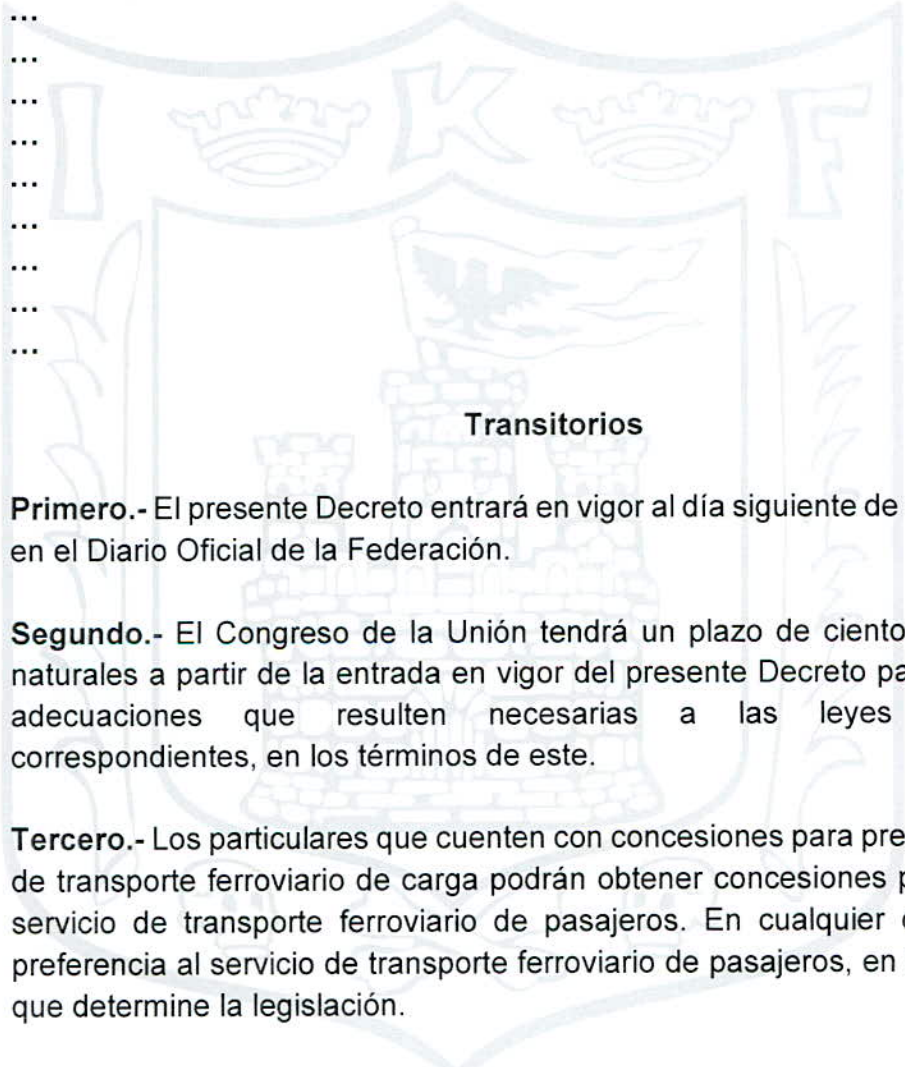 ...
...
...
...
...
...
...
...
...
I K F
Transitorios
Primero.- El presente Decreto entrará en vigor al día siguiente de
en el Diario Oficial de la Federación.
Segundo.- El Congreso de la Unión tendrá un plazo de ciento
naturales a partir de la entrada en vigor del presente Decreto pa
adecuaciones que resulten necesarias a las leyes
correspondientes, en los términos de este.
Tercero.- Los particulares que cuenten con concesiones para pre
de transporte ferroviario de carga podrán obtener concesiones p
servicio de transporte ferroviario de pasajeros. En cualquier
preferencia al servicio de transporte ferroviario de pasajeros, en
que determine la legislación.